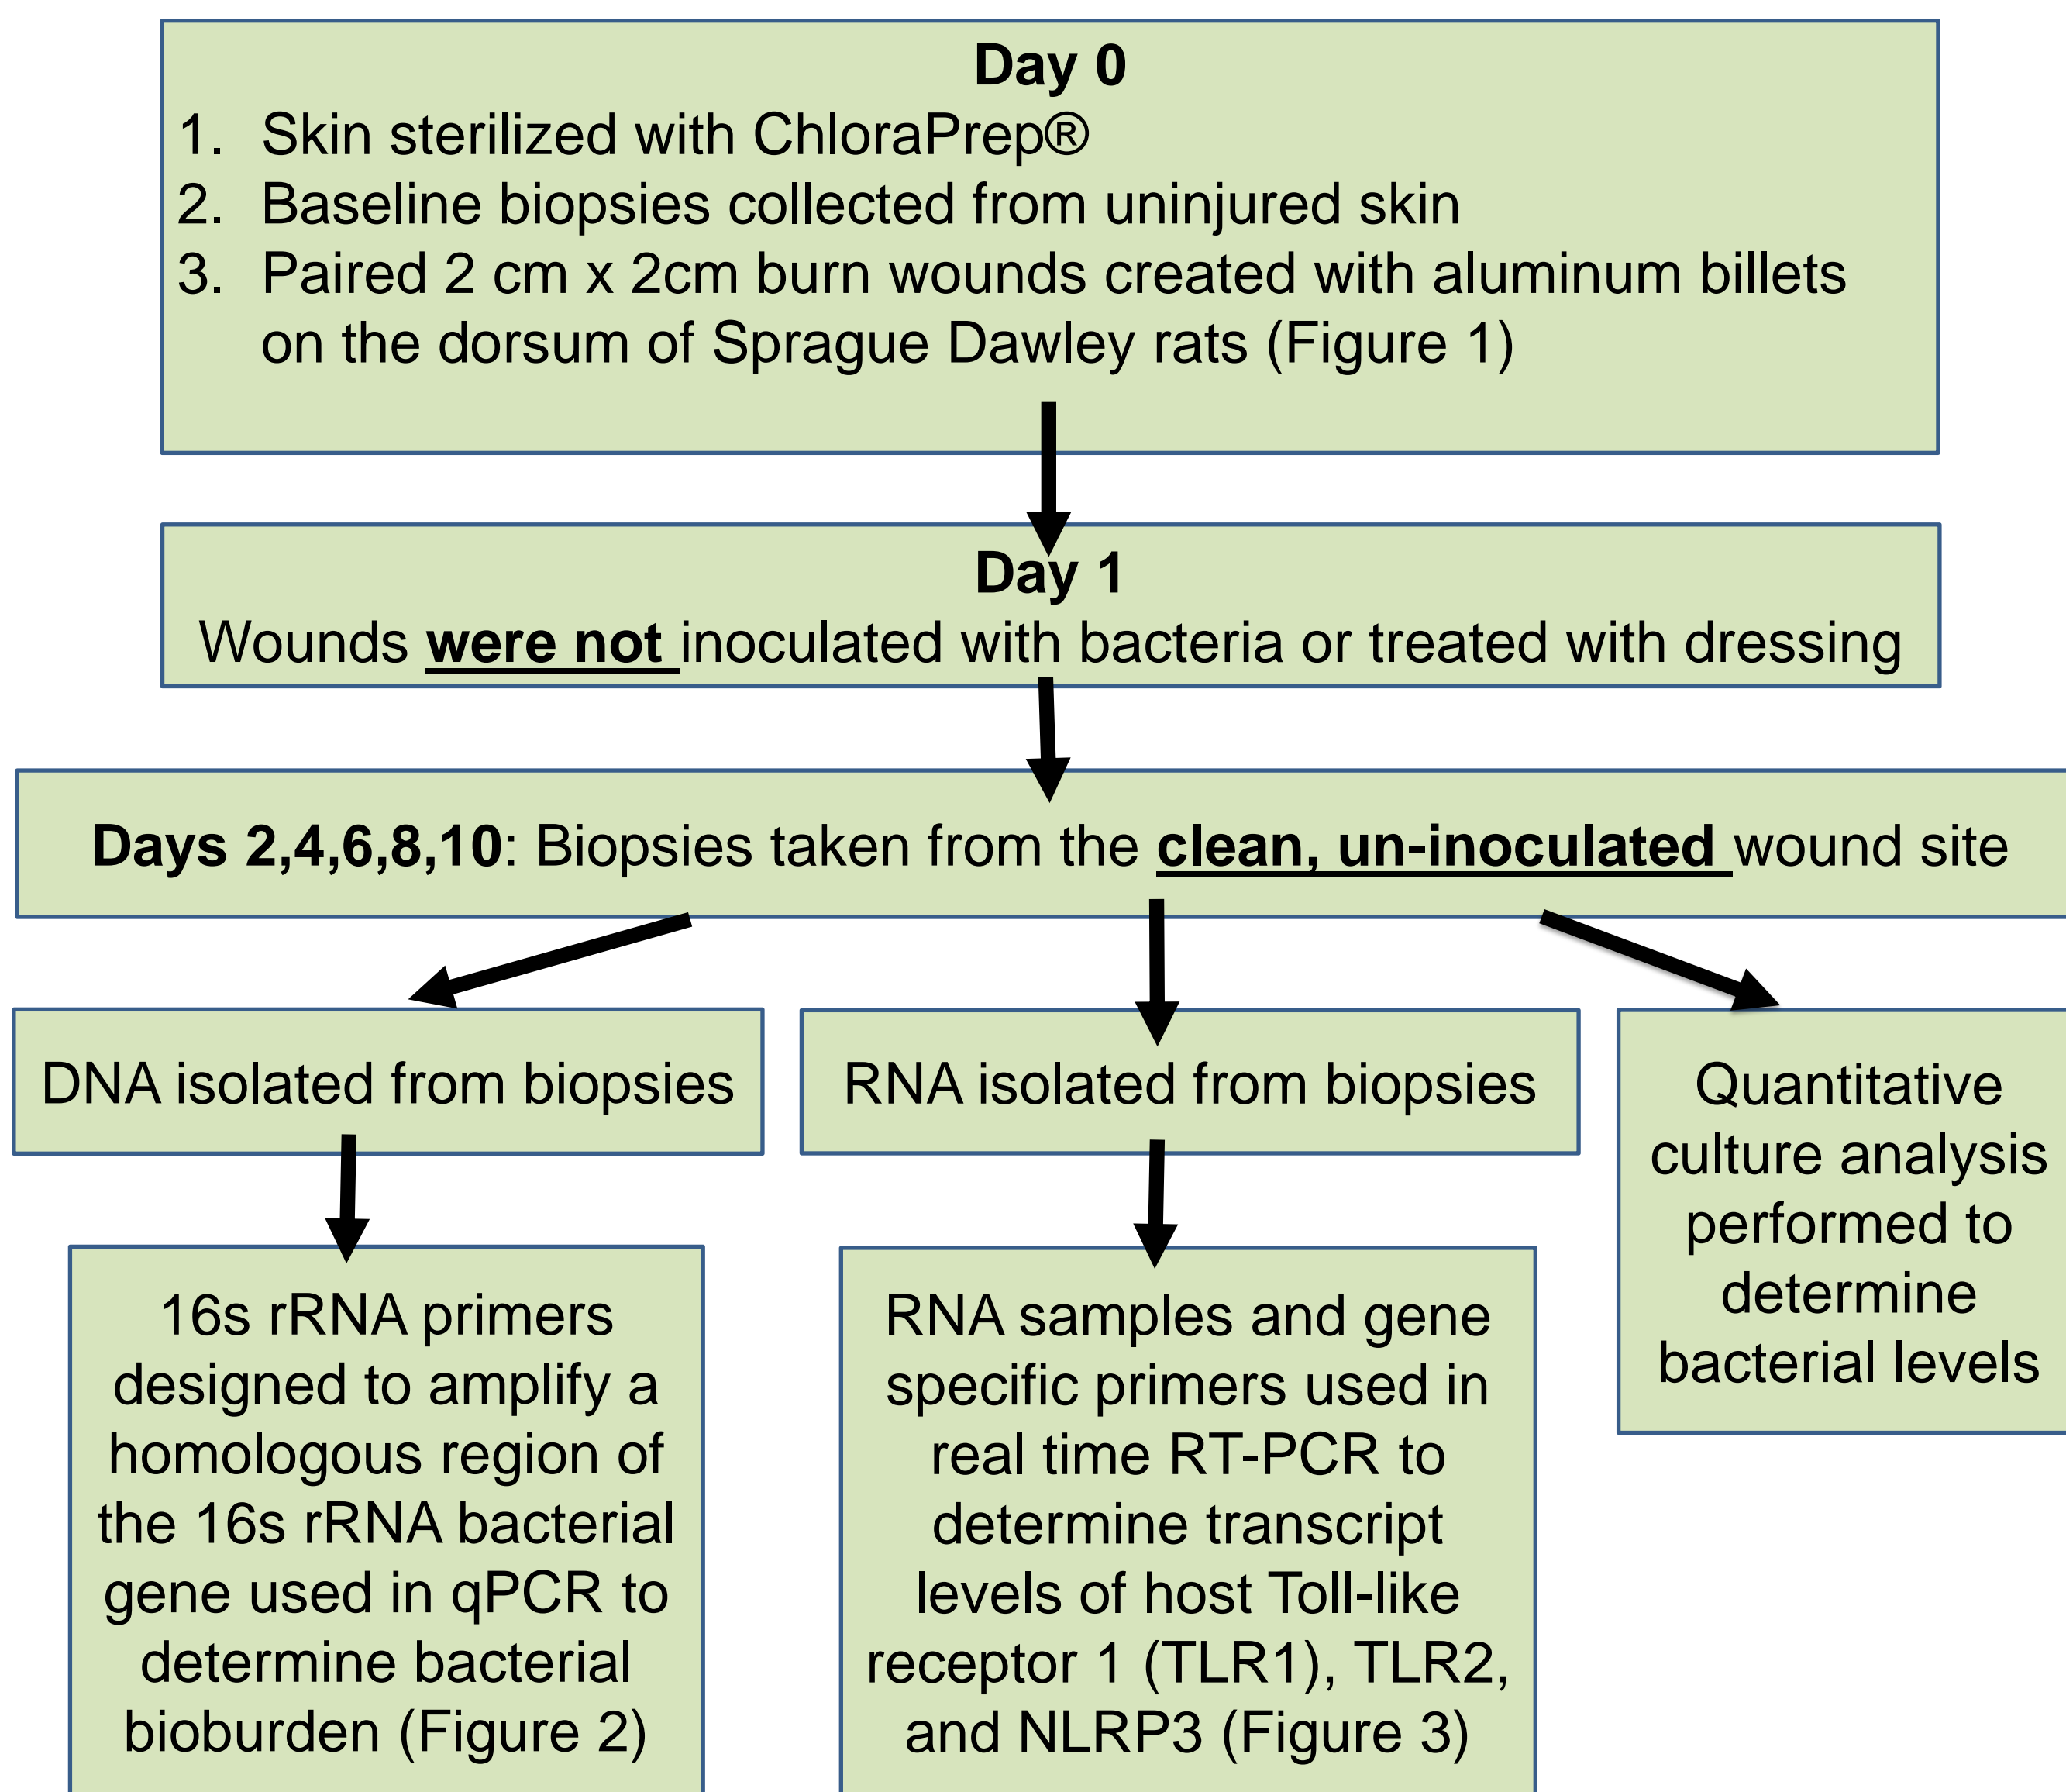 Day 0
1. Skin sterilized with ChloraPrep®
2. Baseline biopsies collected from uninjured skin
3. Paired 2 cm x 2cm burn wounds created with aluminum billets
on the dorsum of Sprague Dawley rats (Figure 1)
Day 1
Wounds were not inoculated with bacteria or treated with dressing
Days 2,4,6,8,10: Biopsies taken from the clean, un-inoculated wound site
DNA isolated from biopsies
16s rRNA primers
designed to amplify a
homologous region of
the 16s rRNA bacterial
gene used in qPCR to
determine bacterial
bioburden (Figure 2)
RNA isolated from biopsies
RNA samples and gene
specific primers used in
real time RT-PCR to
determine transcript
levels of host Toll-like
receptor 1 (TLR1), TLR2,
and NLRP3 (Figure 3)
Quantitative
culture analysis
performed to
determine
bacterial levels